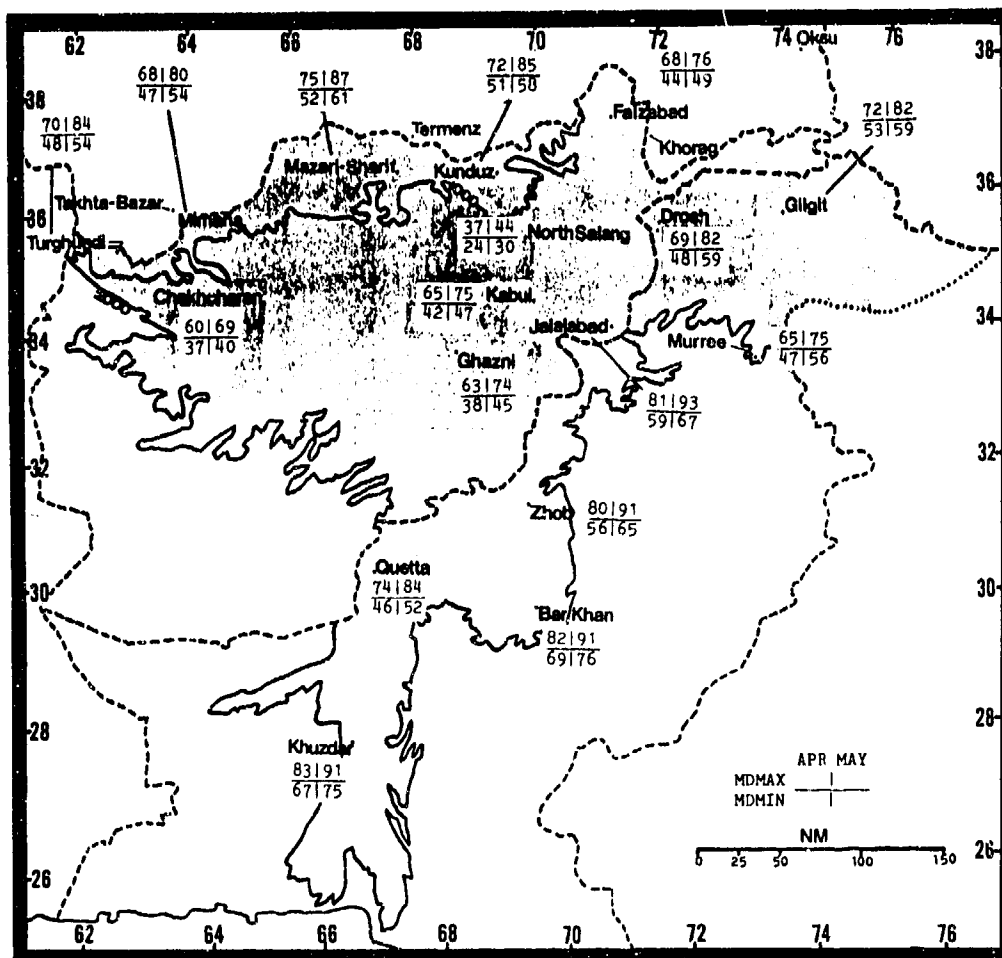 62 64 66 68 70 72 74 76
Oksu
38
38
68|80
47|54
75|87
52|61
72|85
51|58
68|76
44|49
70|84
48|54
72|82
53|59
Termenz
.Faizabad
Khorog
Mazari-Sharif
Kunduz
36
36
Takhta-Bazar
Gilgit
Drosh
69|82
48|59
Turghundi
37|44
24|30
North Salang
2000
Chakhcharan
60|69
37|40
65|75
42|47
Kabul
34
34
Jalalabad
Murree
65|75
47|56
Ghazni
63|74
38|45
81|93
59|67
32
32
Zhob
80|91
56|65
.Quetta
74|84
46|52
30
30
Bar Khan
82|91
69|76
28
28
Khuzdar
83|91
67|75
APR MAY
MDMAX
MDMIN
NM
0 25 50 100 150
26
26
62 64 66 68 70 72 74 76